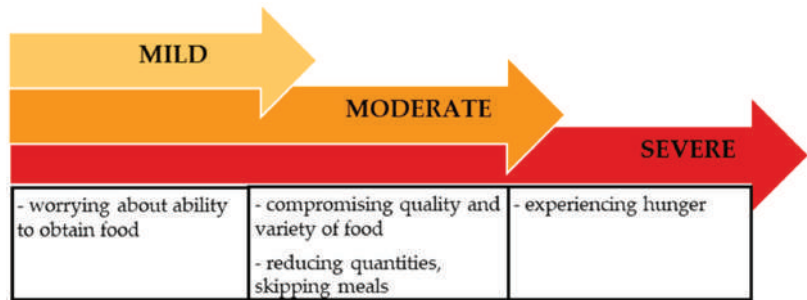 MILD
MODERATE
SEVERE
- worrying about ability
to obtain food
- compromising quality and
variety of food
- reducing quantities,
skipping meals
- experiencing hunger